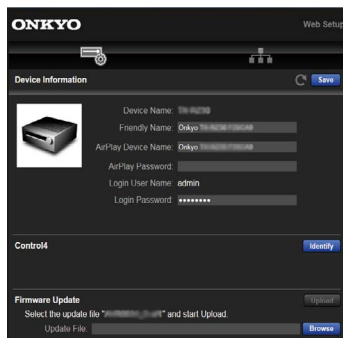 ONKYO
Web Setup
Device Information
Save
Device Name:
Friendly Name: Onkyo
AirPlay Device Name: Onkyo
AirPlay Password:
Login User Name: admin
Login Password: ••••••••
Control4
Identify
Firmware Update
Upload
Select the update file " " and start Upload.
Update File:
Browse